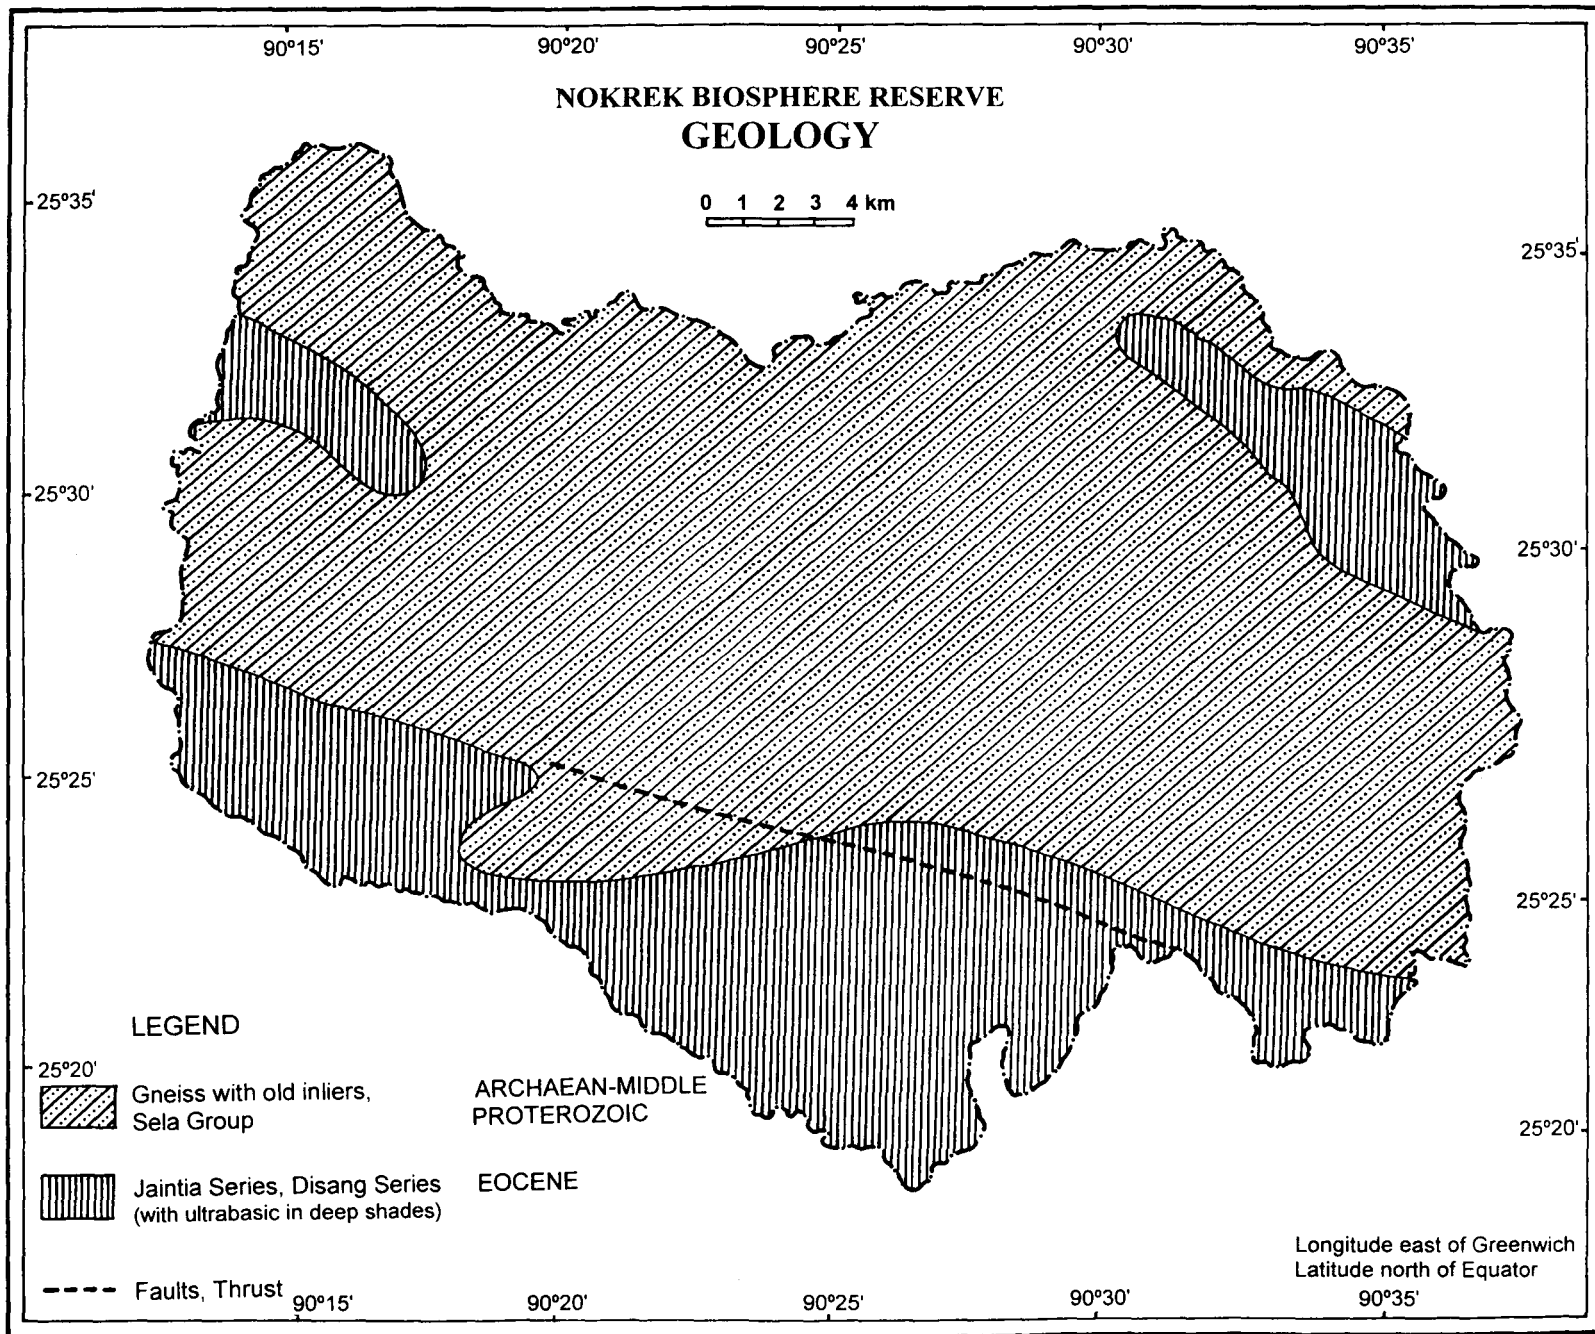 90°15' 90°20' 90°25' 90°30' 90°35'
NOKREK BIOSPHERE RESERVE
GEOLOGY
0 1 2 3 4 km
25°35'
25°35'
25°30'
25°30'
25°25'
25°25'
25°20'
25°20'
LEGEND
Gneiss with old inliers,
Sela Group
ARCHAEAN-MIDDLE
PROTEROZOIC
Jaintia Series, Disang Series
(with ultrabasic in deep shades)
EOCENE
Faults, Thrust
Longitude east of Greenwich
Latitude north of Equator
90°15' 90°20' 90°25' 90°30' 90°35'